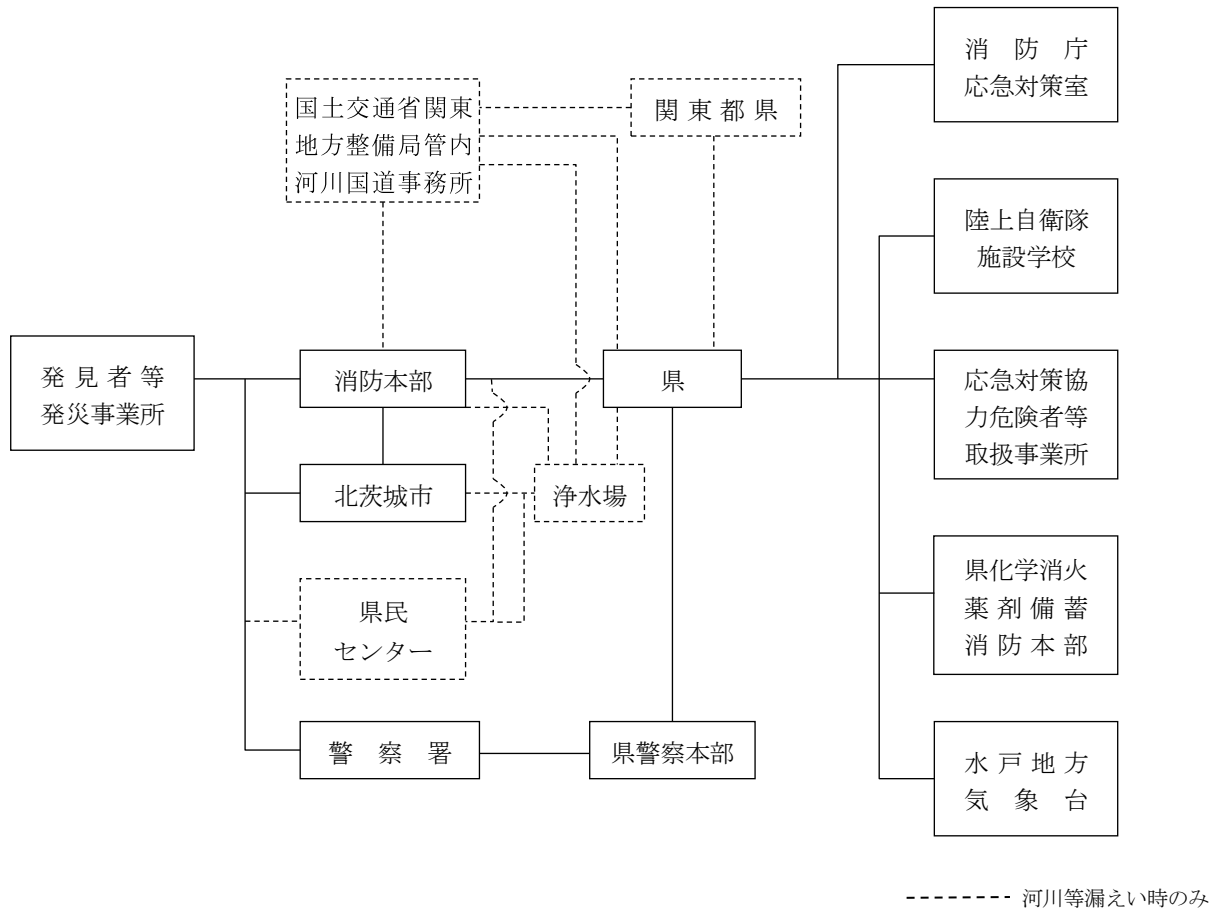 消防庁
応急対策室
国土交通省関東
地方整備局管内
河川国道事務所
関東都県
陸上自衛隊
施設学校
発見者等
発災事業所
消防本部
県
応急対策協
力危険者等
取扱事業所
北茨城市
浄水場
県民
センター
県化学消火
薬剤備蓄
消防本部
警察署
県警察本部
水戸地方
気象台
河川等漏えい時のみ